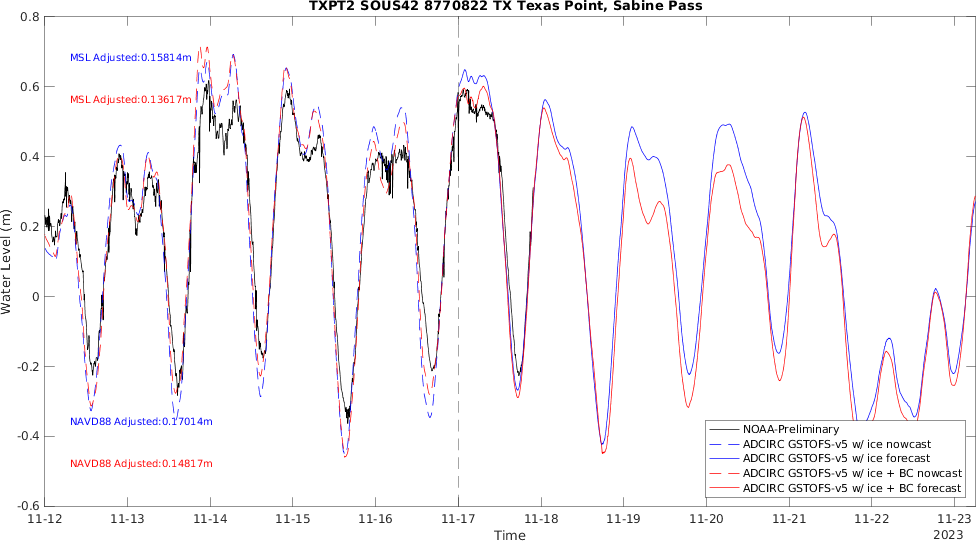 TXPT2 SOUS42 8770822 TX Texas Point, Sabine Pass
0.8
0.6
0.4
0.2
0
-0.2
-0.4
-0.6
Water Level (m)
MSL Adjusted:0.15814m
MSL Adjusted:0.13617m
NAVD88 Adjusted:0.17014m
NAVD88 Adjusted:0.14817m
NOAA-Preliminary
ADCIRC GSTOFS-v5 w/ ice nowcast
ADCIRC GSTOFS-v5 w/ ice forecast
ADCIRC GSTOFS-v5 w/ ice + BC nowcast
ADCIRC GSTOFS-v5 w/ ice + BC forecast
11-12 11-13 11-14 11-15 11-16 11-17 11-18 11-19 11-20 11-21 11-22 11-23
2023
Time